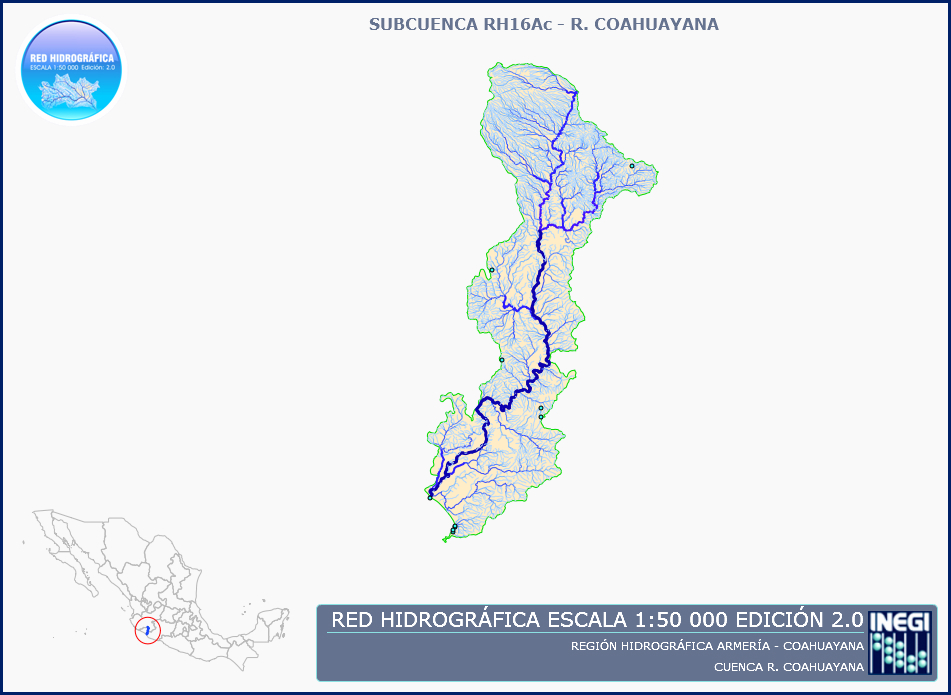 SUBCUENCA RH16Ac - R. COAHUAYANA
RED HIDROGRÁFICA
ESCALA 1:50 000 Edición: 2.0
RED HIDROGRÁFICA ESCALA 1:50 000 EDICIÓN 2.0
REGIÓN HIDROGRÁFICA ARMERÍA - COAHUAYANA
CUENCA R. COAHUAYANA
INEGI